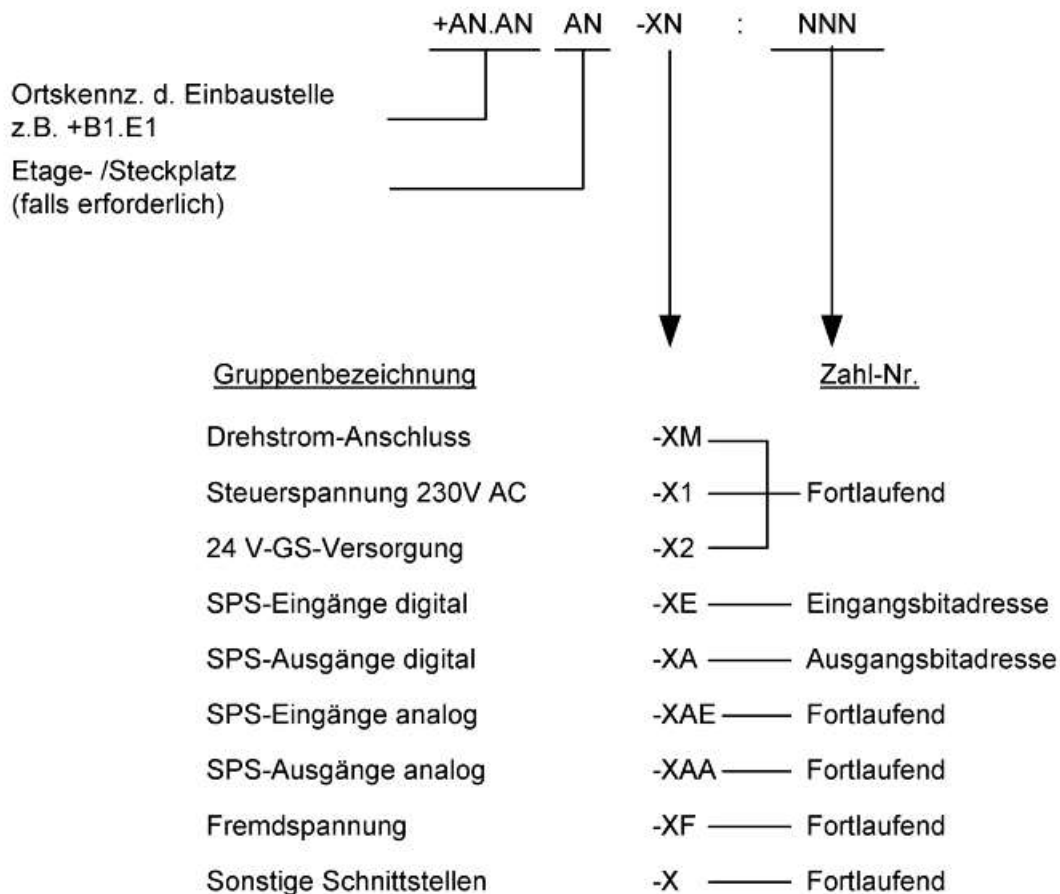 +AN.AN AN -XN : NNN
Ortskennz. d. Einbaustelle
z.B. +B1.E1
Etage- /Steckplatz
(falls erforderlich)
Gruppenbezeichnung Zahl-Nr.
Drehstrom-Anschluss -XM
Steuerspannung 230V AC -X1 Fortlaufend
24 V-GS-Versorgung -X2
SPS-Eingänge digital -XE Eingangsbitadresse
SPS-Ausgänge digital -XA Ausgangsbitadresse
SPS-Eingänge analog -XAE Fortlaufend
SPS-Ausgänge analog -XAA Fortlaufend
Fremdspannung -XF Fortlaufend
Sonstige Schnittstellen -X Fortlaufend